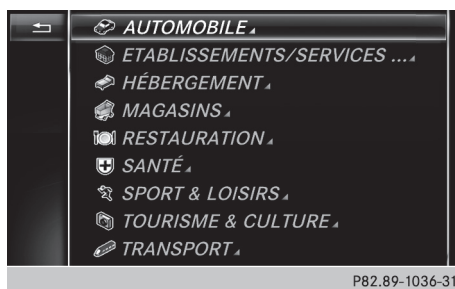 AUTOMOBILE
ETABLISSEMENTS/SERVICES ...
HÉBERGEMENT
MAGASINS
RESTAURATION
SANTÉ
SPORT & LOISIRS
TOURISME & CULTURE
TRANSPORT
P82.89-1036-31